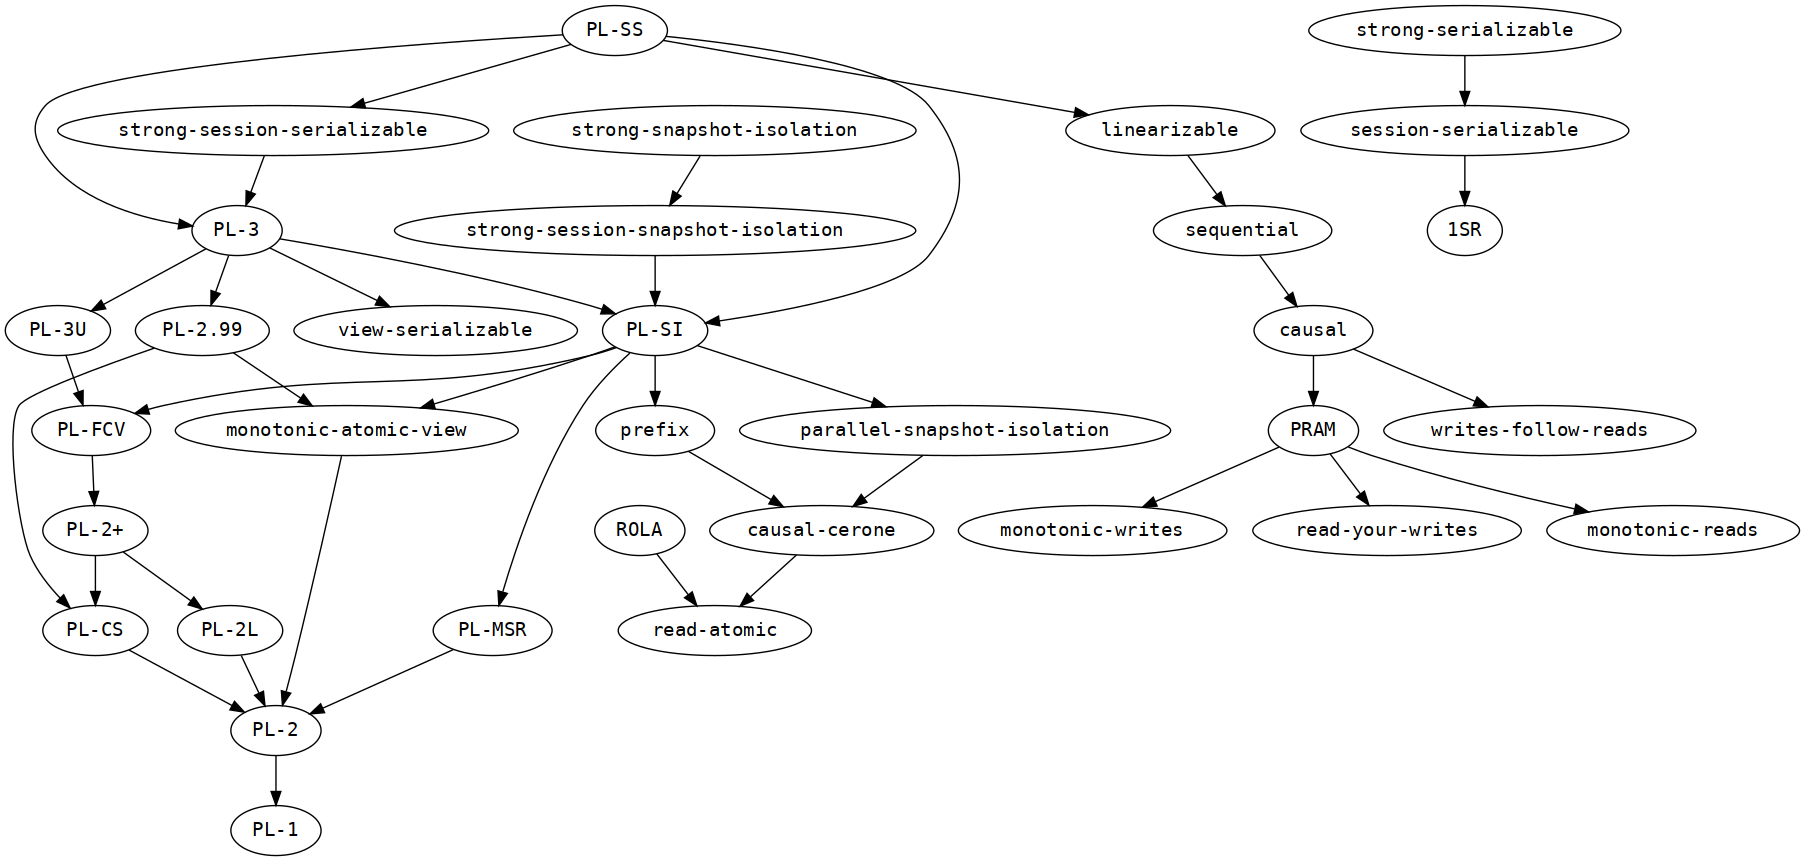 PL-SS
strong-serializable
strong-session-serializable
strong-snapshot-isolation
linearizable
session-serializable
PL-3
strong-session-snapshot-isolation
sequential
1SR
PL-3U
PL-2.99
view-serializable
PL-SI
causal
PL-FCV
monotonic-atomic-view
prefix
parallel-snapshot-isolation
PRAM
writes-follow-reads
PL-2+
ROLA
causal-cerone
monotonic-writes
read-your-writes
monotonic-reads
PL-CS
PL-2L
PL-MSR
read-atomic
PL-2
PL-1